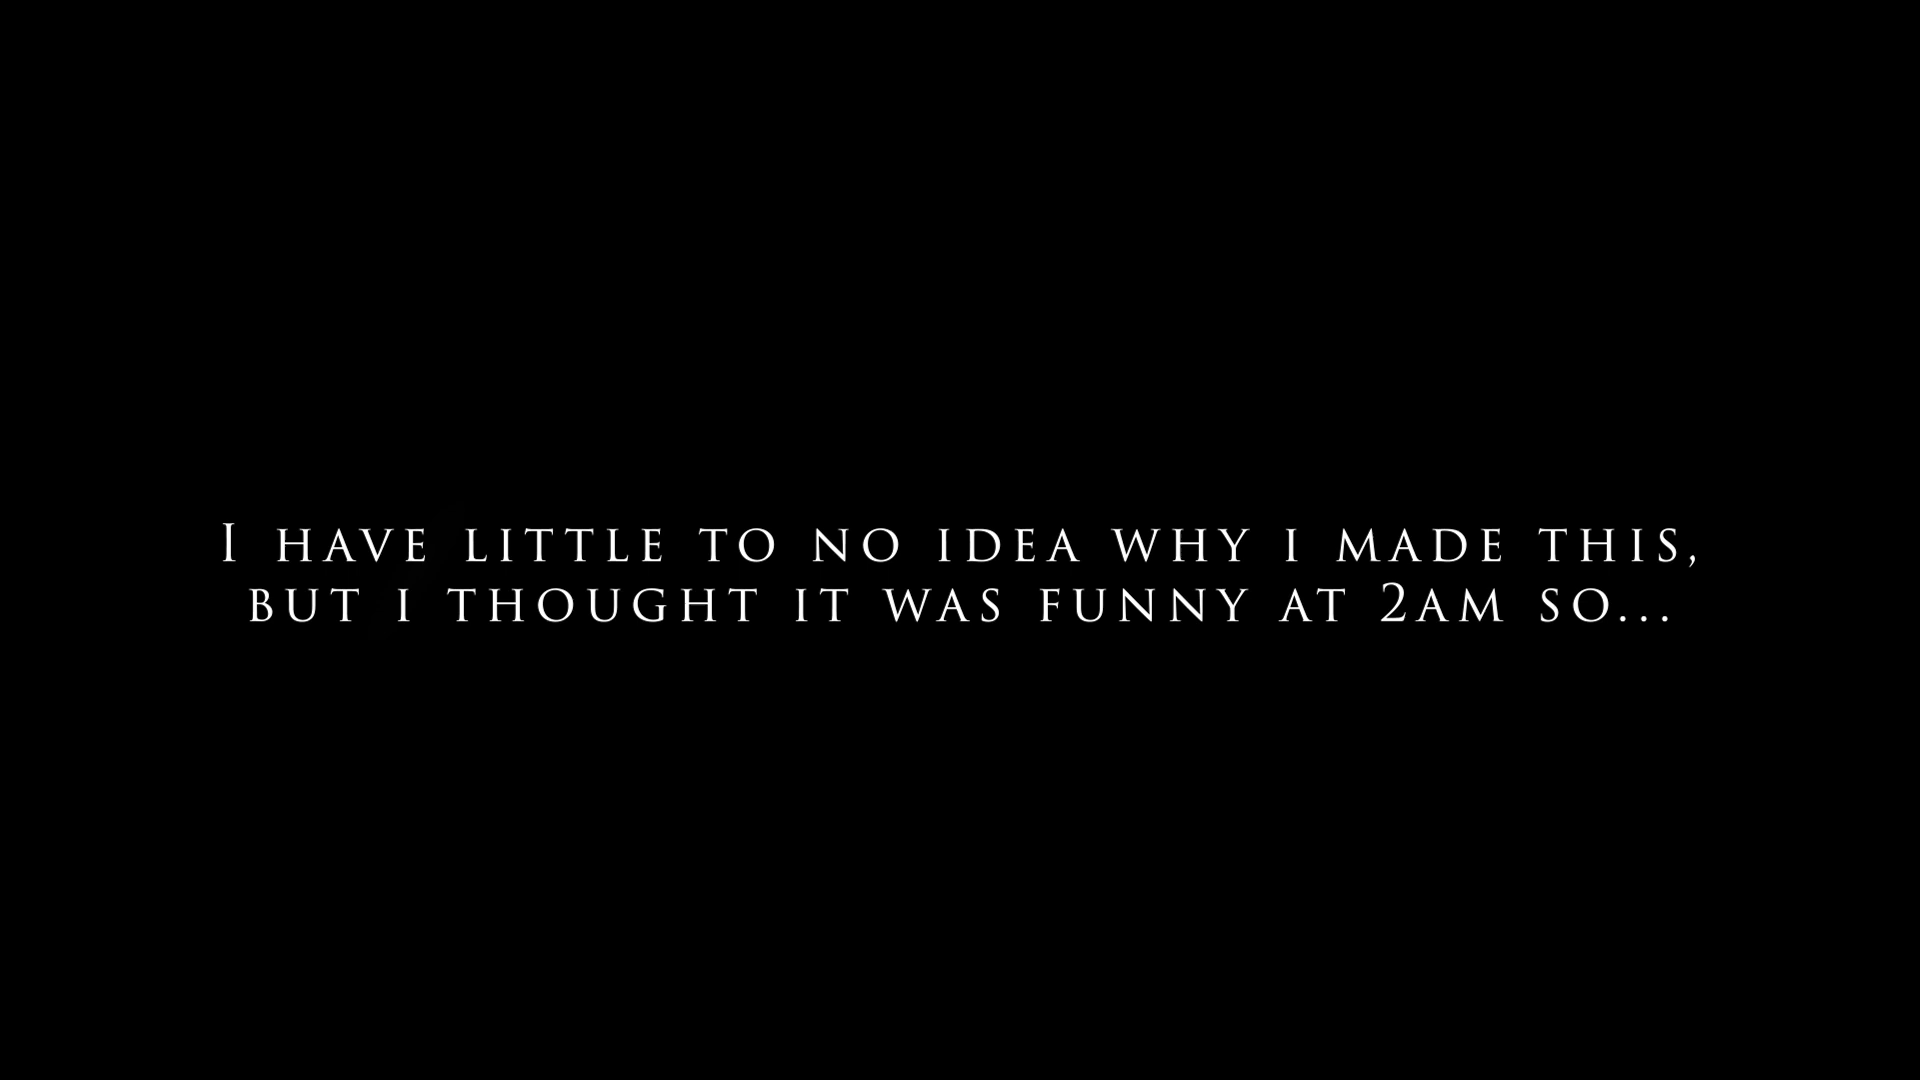 I HAVE LITTLE TO NO IDEA WHY I MADE THIS,
BUT I THOUGHT IT WAS FUNNY AT 2AM SO...